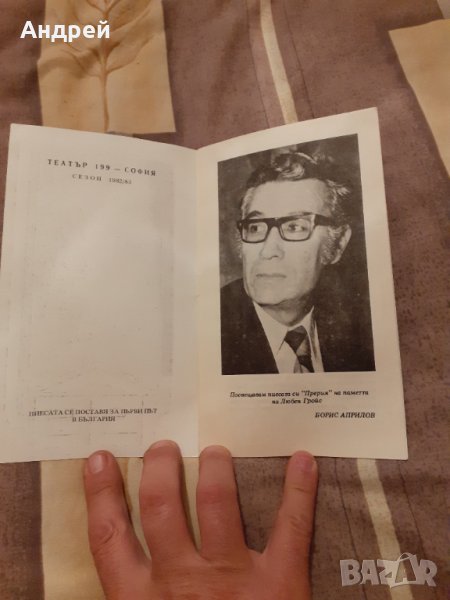 Андрей
ТЕАТЪР 199 — СОФИЯ
СЕЗОН 1982/83
ПИЕСАТА СЕ ПОСТАВЯ ЗА ПЪРВИ ПЪТ
В БЪЛГАРИЯ
Посвещавам пиесата си "Прерия" на паметта
на Любен Гройс
БОРИС АПРИЛОВ
BAZAR